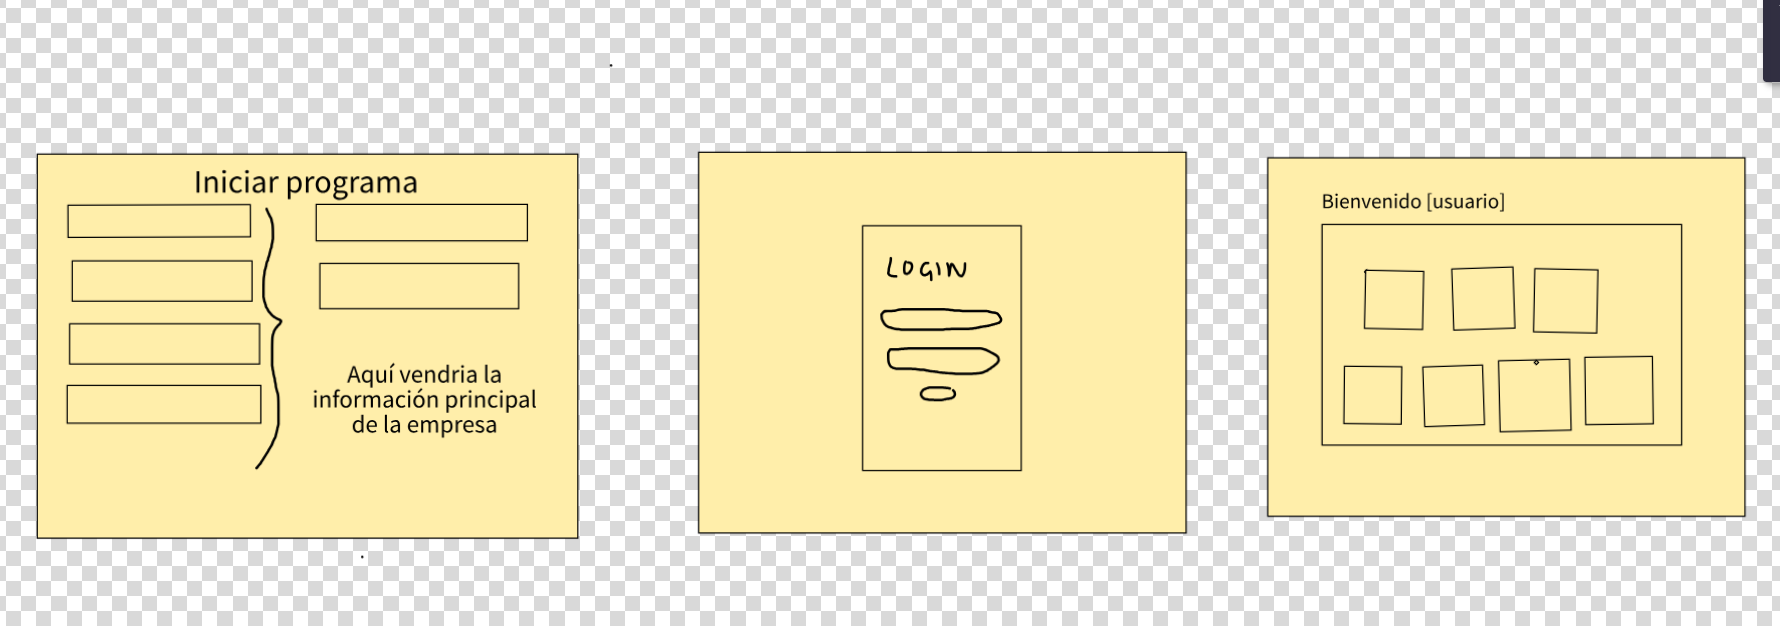 Iniciar programa
Aquí vendria la
información principal
de la empresa
LOGIN
Bienvenido [usuario]